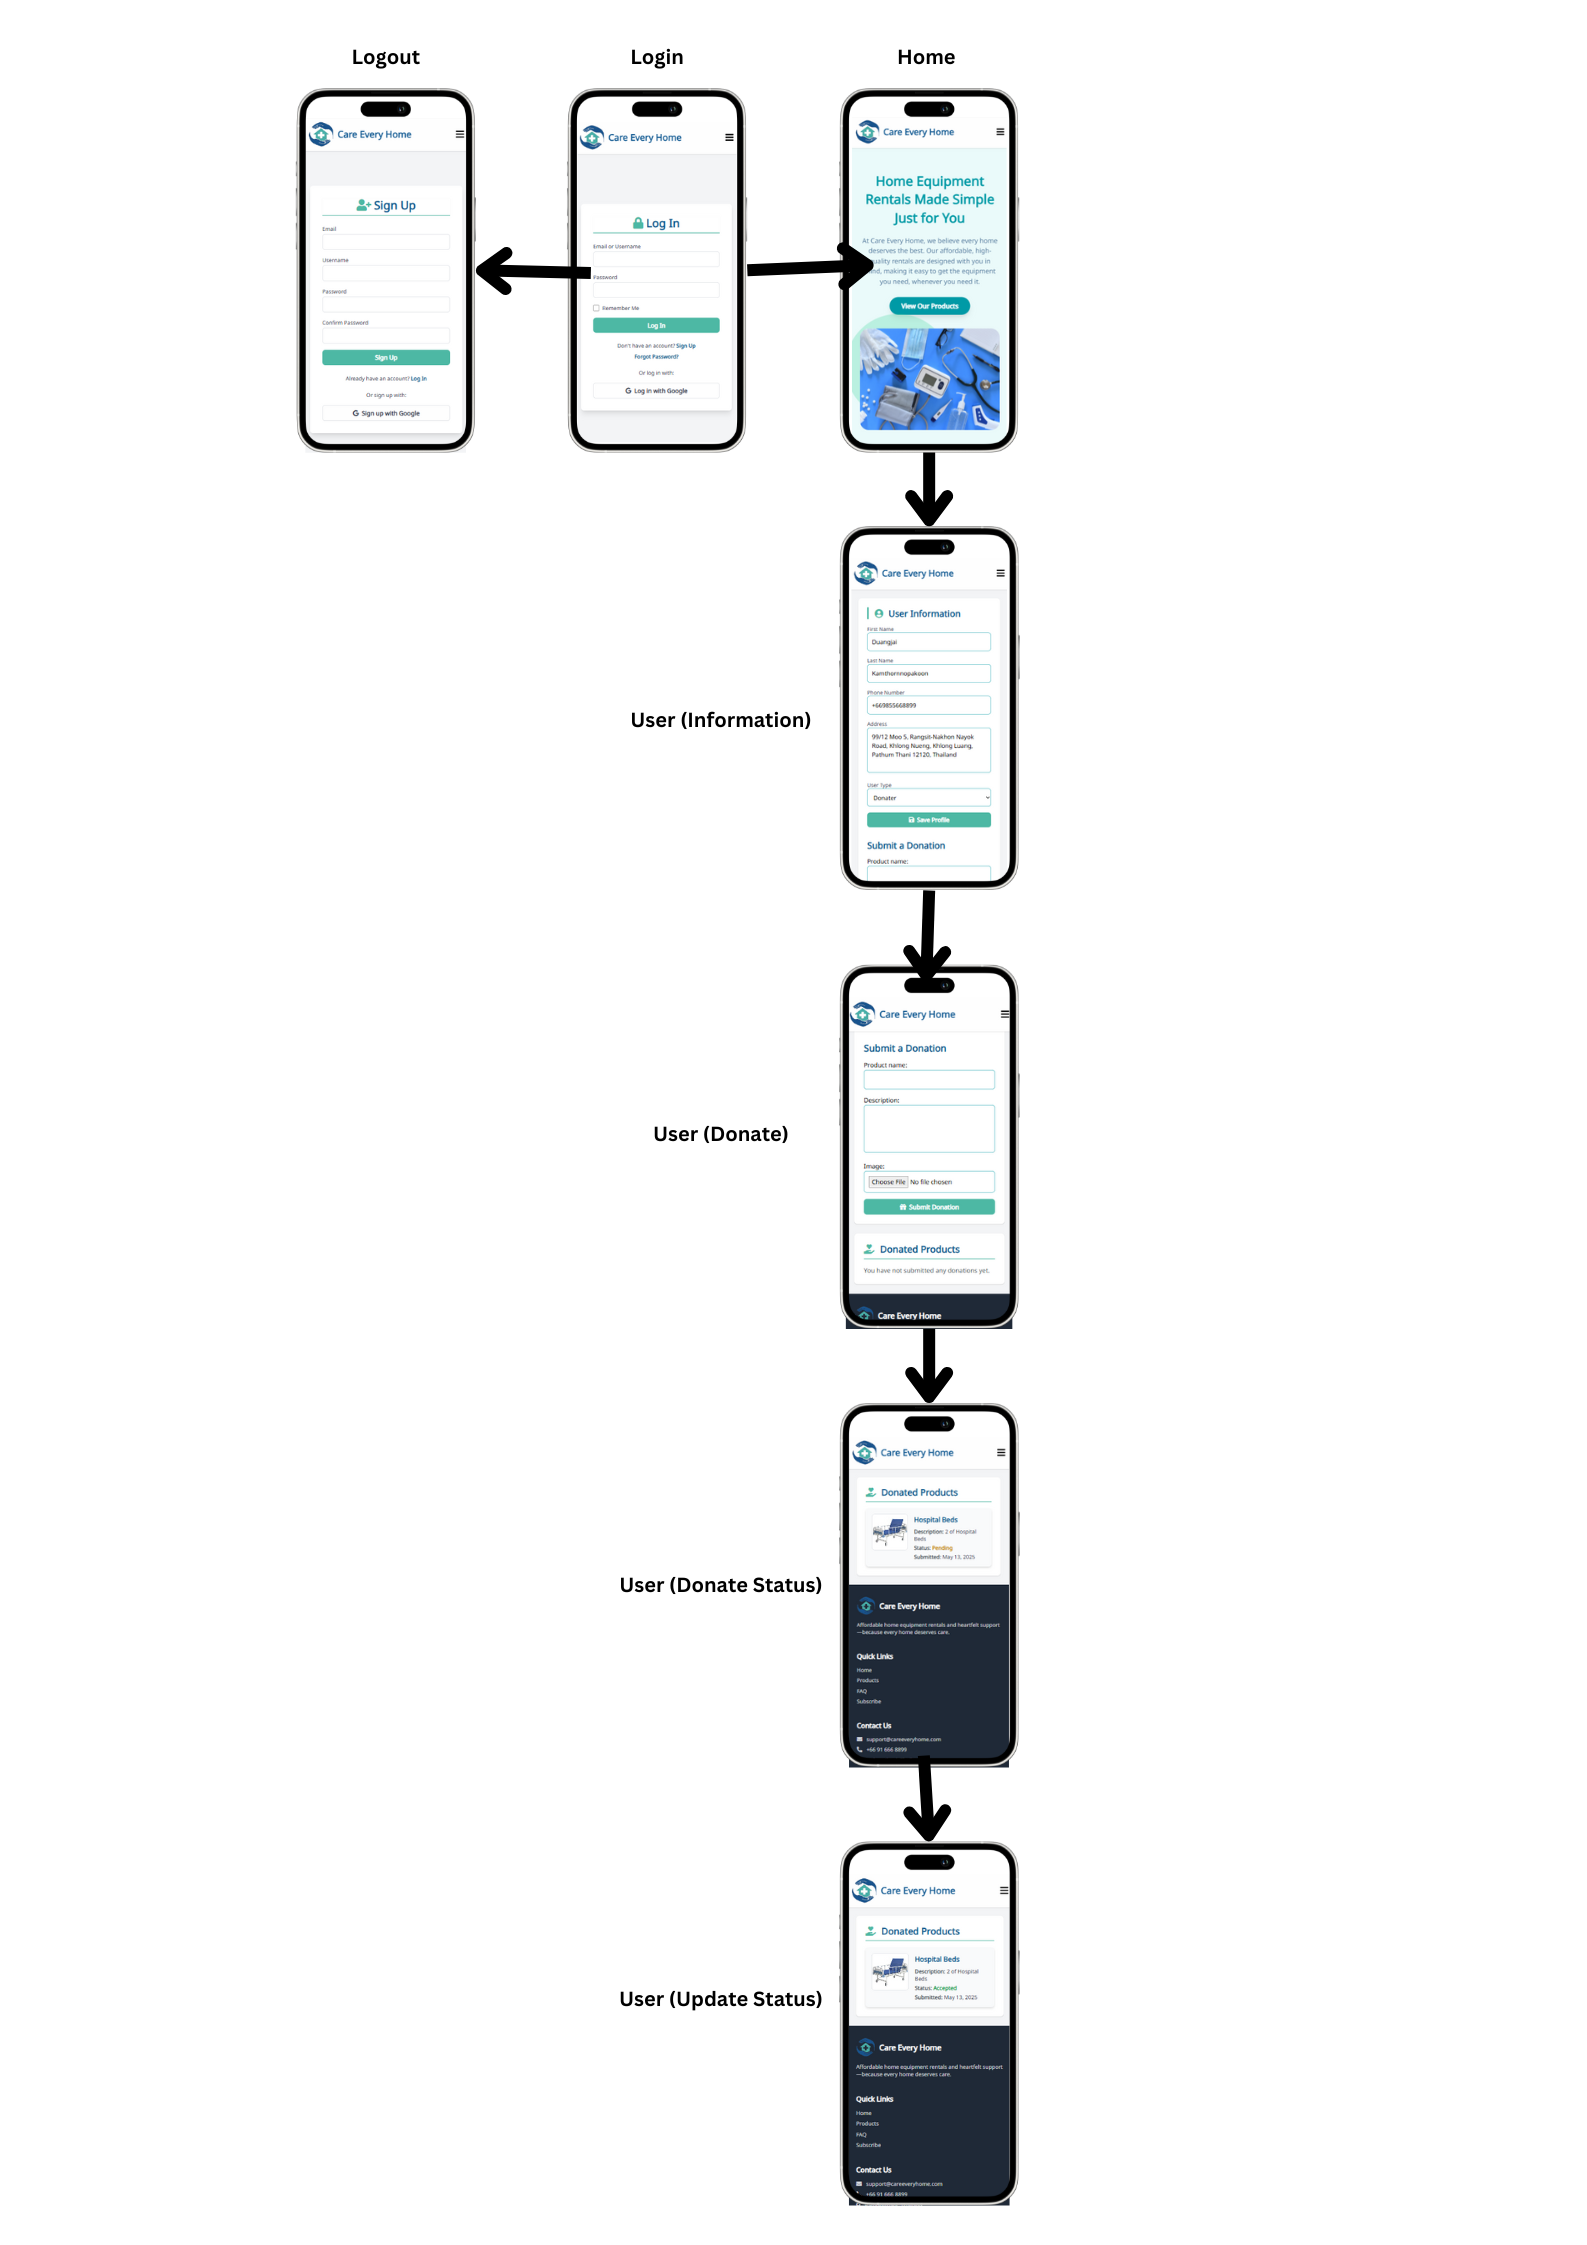 Logout
Login
Home
Care Every Home
Sign Up
Email
Username
Password
Confirm Password
Sign Up
Already have an account? Log In
Or sign up with:
G Sign up with Google
Care Every Home
Log In
Email or Username
Password
Remember Me
Log In
Don't have an account? Sign Up
Forgot Password?
Or log in with:
G Log in with Google
Care Every Home
Home Equipment
Rentals Made Simple
Just for You
At Care Every Home, we believe every home
deserves the best. Our affordable, high-
rentals are designed with you in
making it easy to get the equipment
you need, whenever you need it.
View Our Products
User (Information)
Care Every Home
User Information
First Name
Duangjai
Last Name
Kamthornnopakoon
Phone Number
+669855668899
Address
99/12 Moo 5, Rangsit-Nakhon Nayok
Road, Khlong Nueng, Khlong Luang,
Pathum Thani 12120, Thailand
User Type
Donater
Save Profile
Submit a Donation
Product name:
User (Donate)
Care Every Home
Submit a Donation
Product name:
Description:
Image:
Choose File No file chosen
Submit Donation
Donated Products
You have not submitted any donations yet.
Care Every Home
User (Donate Status)
Care Every Home
Donated Products
Hospital Beds
Description: 2 of Hospital
Beds
Status: Pending
Submitted: May 13, 2025
Care Every Home
Affordable home equipment rentals and heartfelt support
—because every home deserves care.
Quick Links
Home
Products
FAQ
Subscribe
Contact Us
support@careeveryhome.com
+66 91 666 8899
User (Update Status)
Care Every Home
Donated Products
Hospital Beds
Description: 2 of Hospital
Beds
Status: Accepted
Submitted: May 13, 2025
Care Every Home
Affordable home equipment rentals and heartfelt support
—because every home deserves care.
Quick Links
Home
Products
FAQ
Subscribe
Contact Us
support@careeveryhome.com
+66 91 666 8899